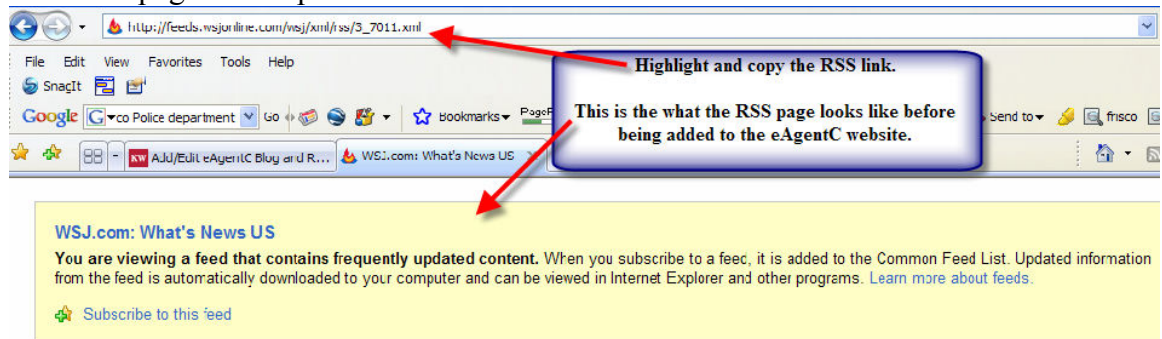 http://feeds.wsjonline.com/wsj/xml/rss/3_7011.xml
File Edit View Favorites Tools Help
SnagIt
Google G co Police department Go Bookmarks Send to frisco
Add/Edit eAgentC Blog and R... WSJ.com: What's News US
Highlight and copy the RSS link.
This is the what the RSS page looks like before
being added to the eAgentC website.
WSJ.com: What's News US
You are viewing a feed that contains frequently updated content. When you subscribe to a feed, it is added to the Common Feed List. Updated information
from the feed is automatically downloaded to your computer and can be viewed in Internet Explorer and other programs. Learn more about feeds.
Subscribe to this feed